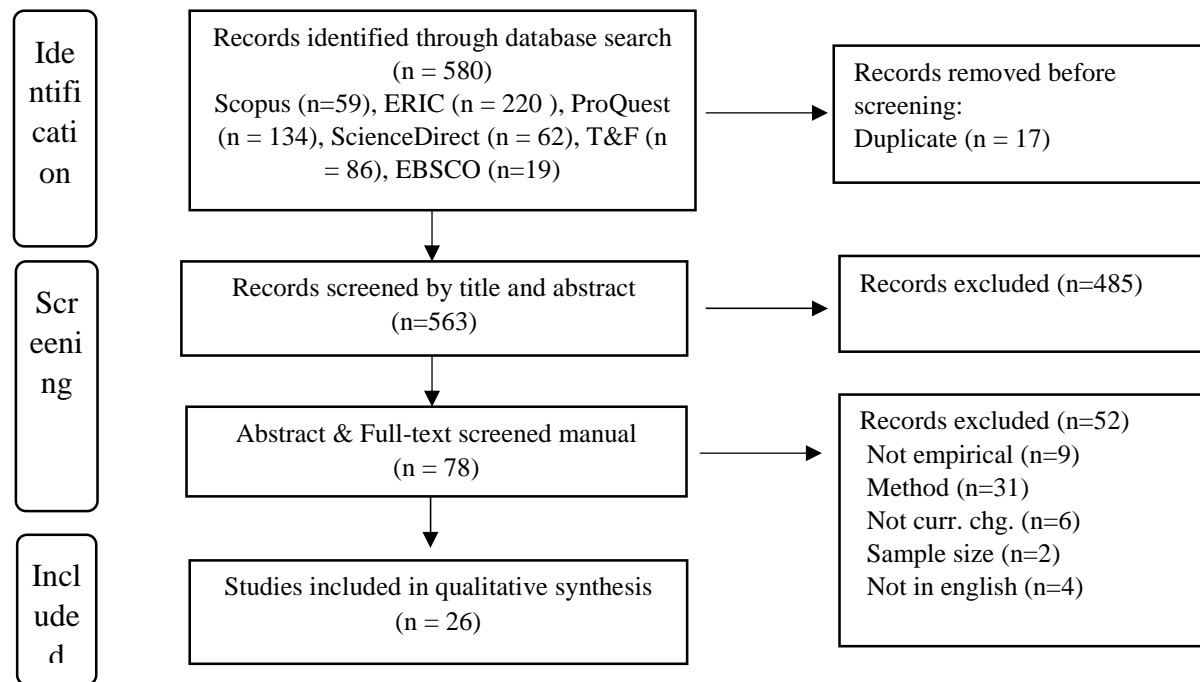 Ide
ntifi
cati
on
Records identified through database search
(n = 580)
Scopus (n=59), ERIC (n = 220 ), ProQuest
(n = 134), ScienceDirect (n = 62), T&F (n
= 86), EBSCO (n=19)
Records removed before
screening:
Duplicate (n = 17)
Scr
eeni
ng
Records screened by title and abstract
(n=563)
Records excluded (n=485)
Abstract & Full-text screened manual
(n = 78)
Records excluded (n=52)
Not empirical (n=9)
Method (n=31)
Not curr. chg. (n=6)
Sample size (n=2)
Not in english (n=4)
Incl
ude
d
Studies included in qualitative synthesis
(n = 26)